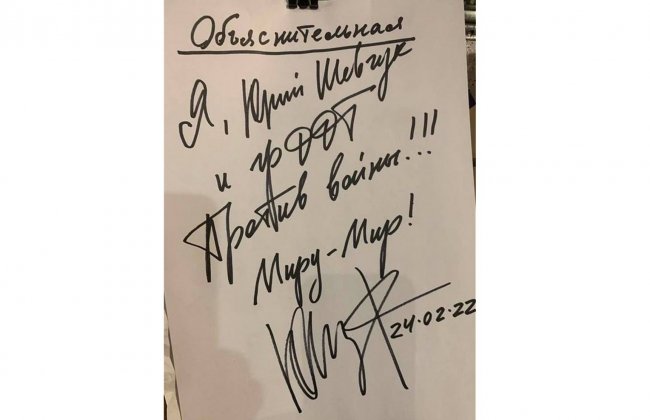 Объяснительная
Я, Юрий Шевчук
и гр ДДТ
Против войны!!!
Миру-Мир!
24.02.22